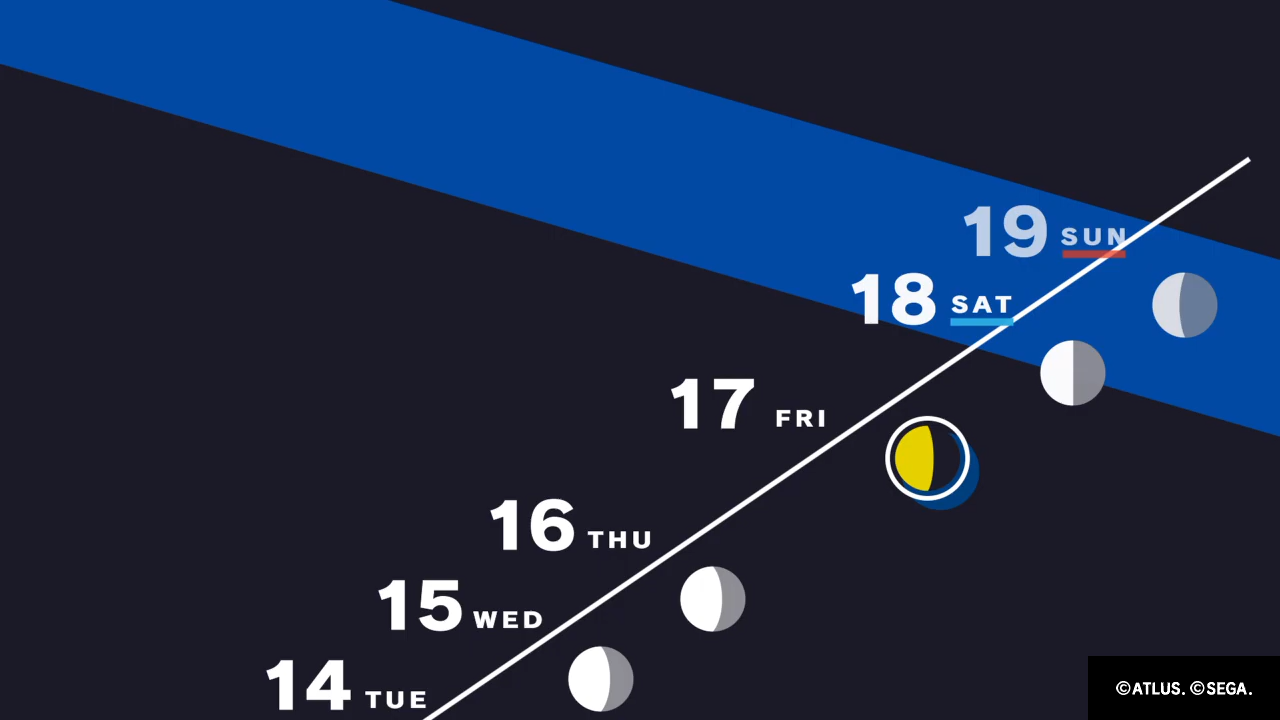 19 SUN
18 SAT
17 FRI
16 THU
15 WED
14 TUE
©ATLUS. ©SEGA.